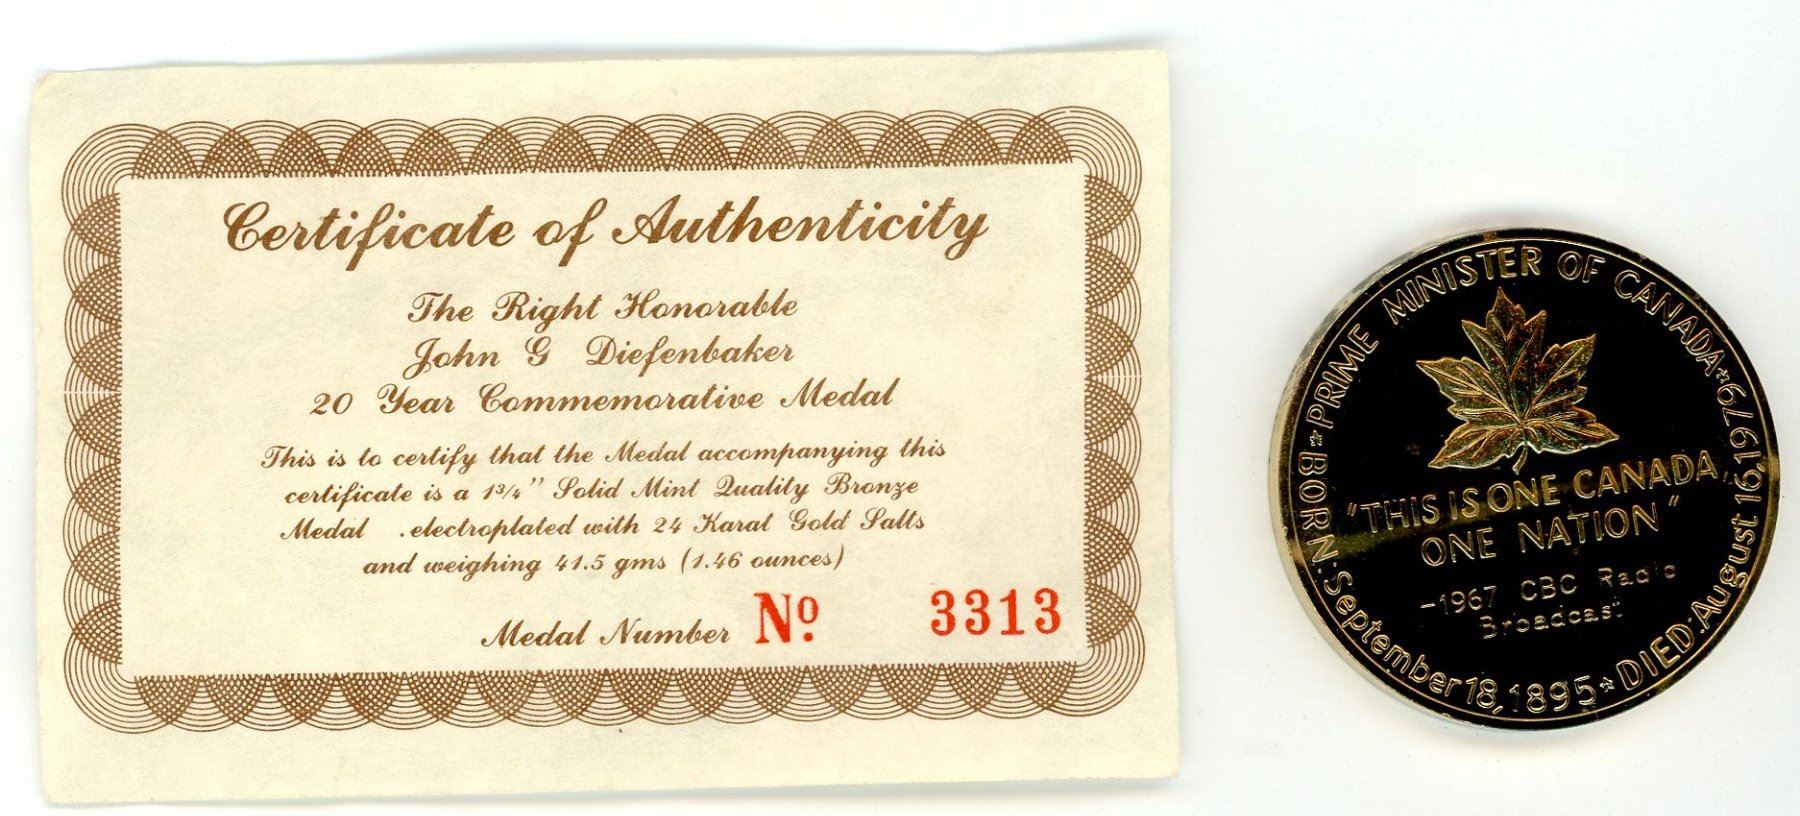 Certificate of Authenticity
The Right Honorable
John G Diefenbaker
20 Year Commemorative Medal
This is to certify that the Medal accompanying this
certificate is a 1¾" Solid Mint Quality Bronze
Medal .electroplated with 24 Karat Gold Salts
and weighing 41.5 gms (1.46 ounces)
Medal Number Nº. 3313
PRIME MINISTER OF CANADA
BORN:September 18,1895
DIED:August 16,1979
"THIS IS ONE CANADA,
ONE NATION"
-1967 CBC Radio
Broadcast